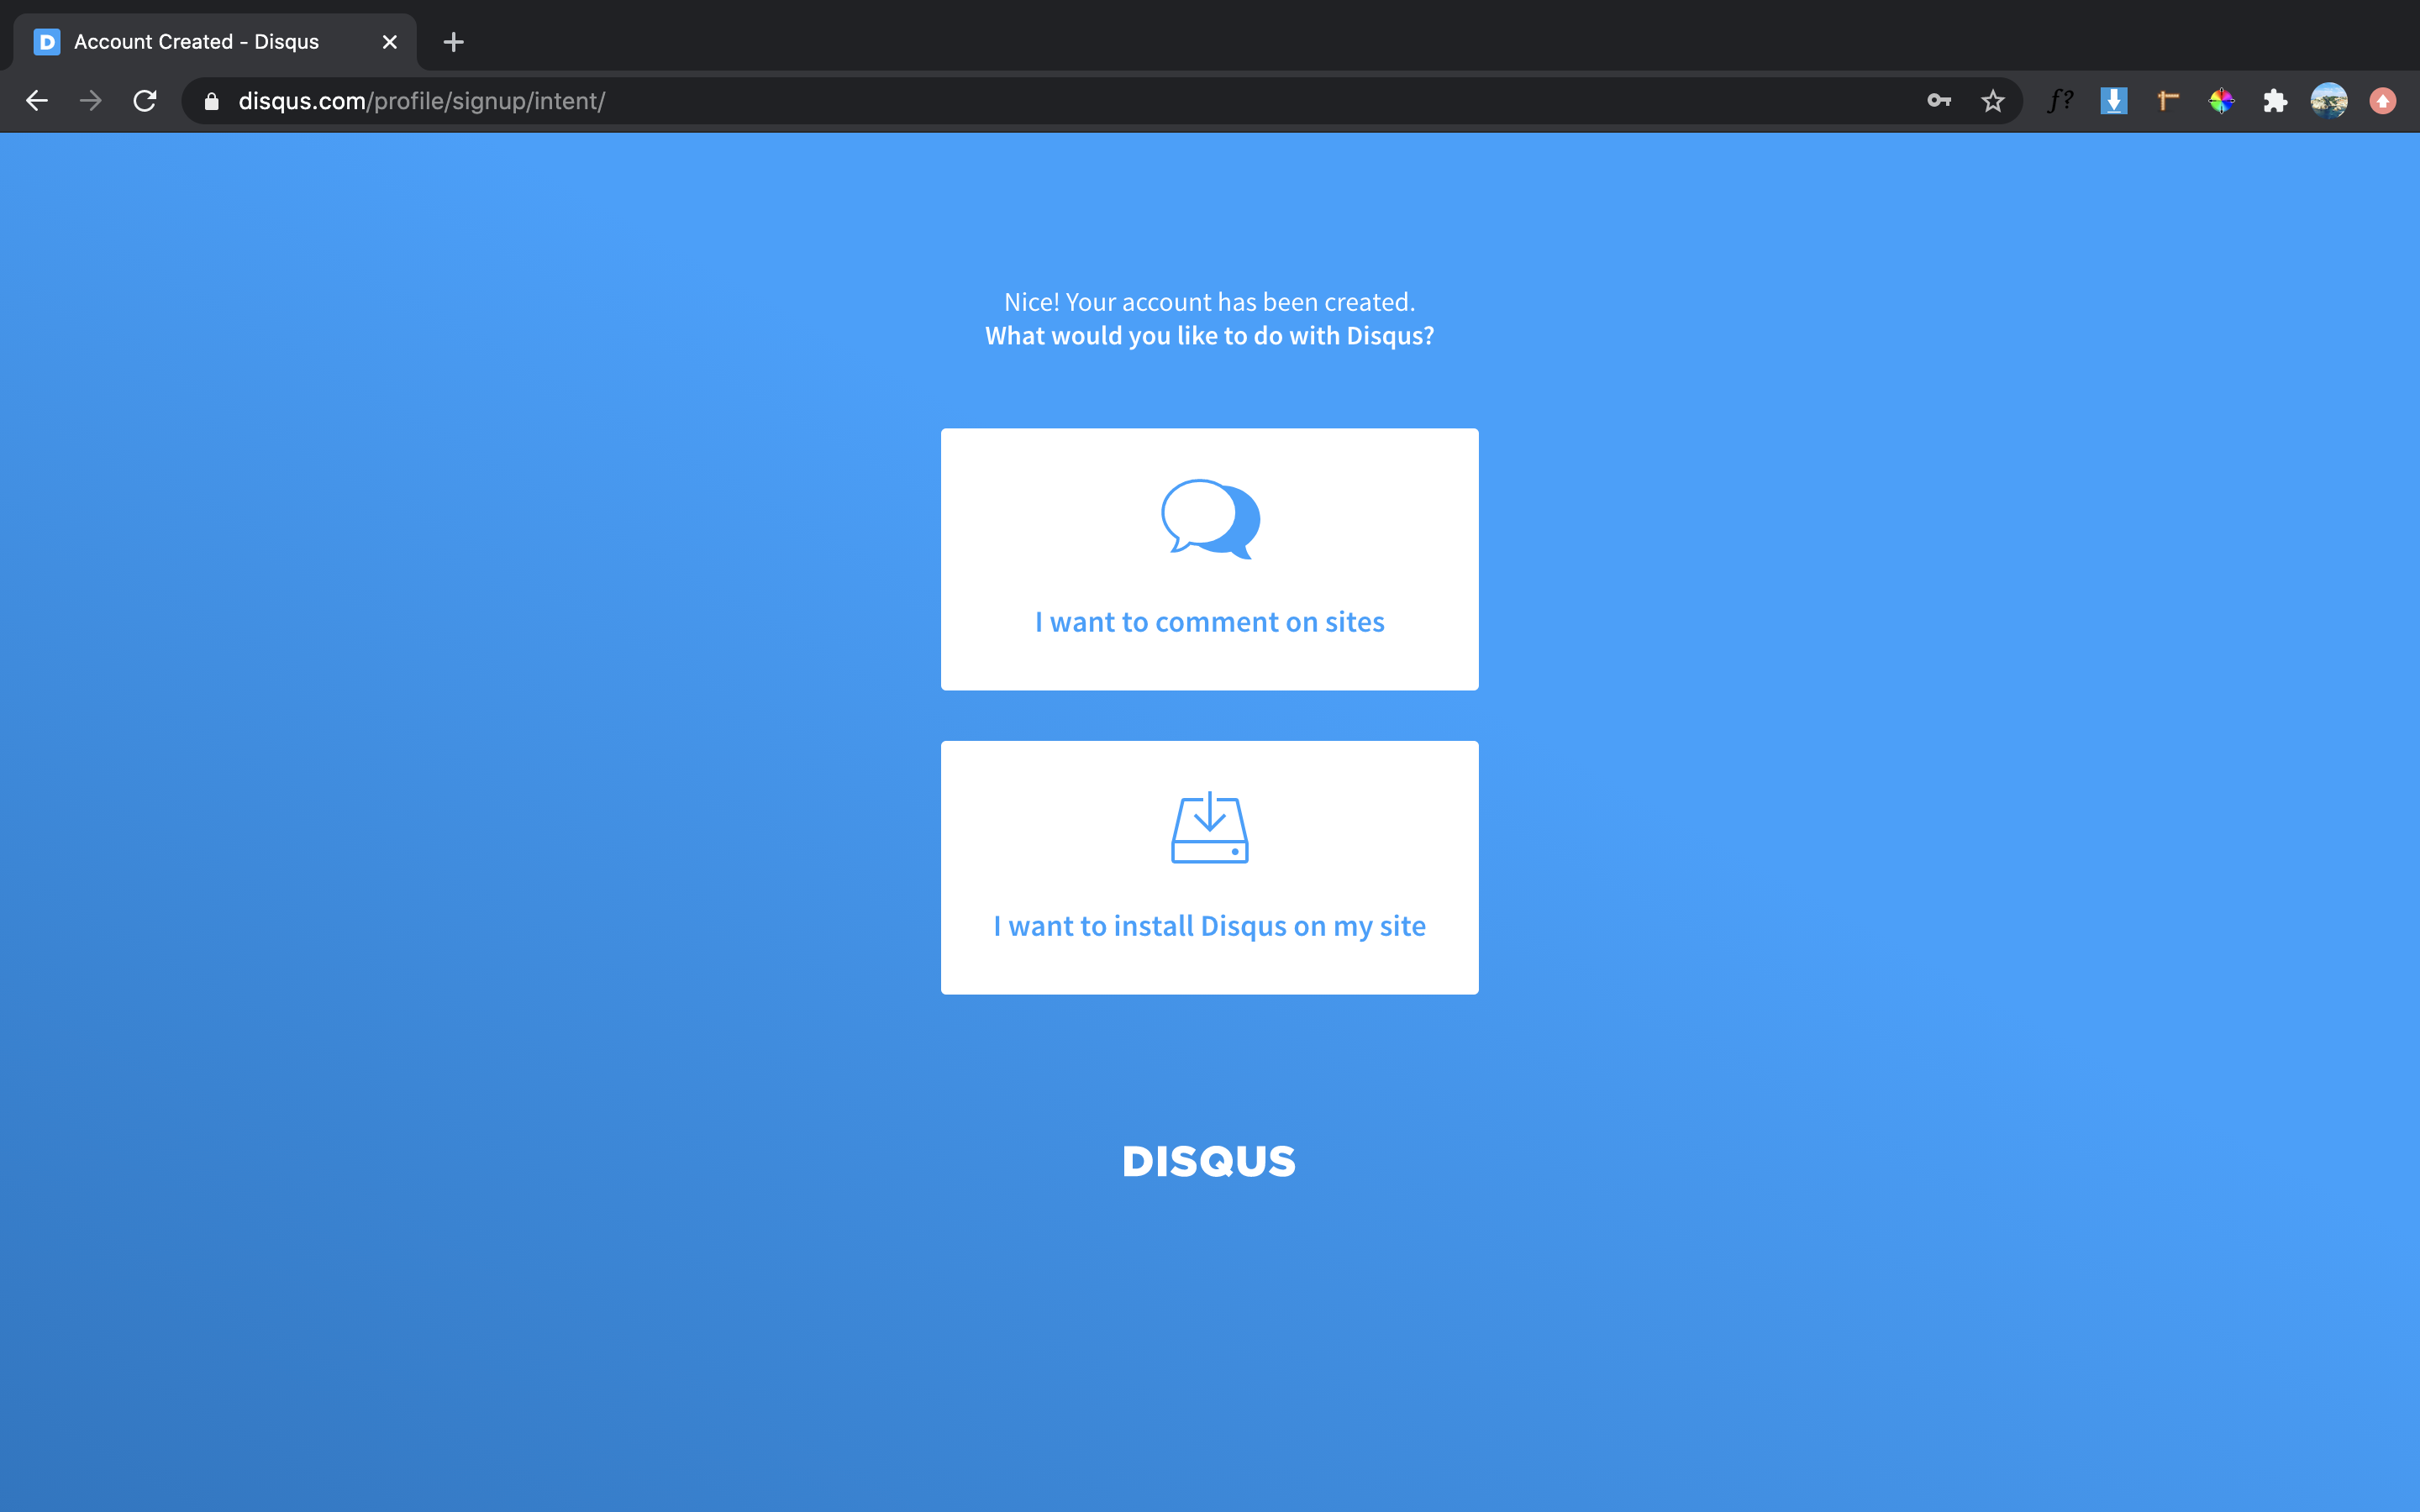 Account Created - Disqus
disqus.com/profile/signup/intent/
f?
Nice! Your account has been created.
What would you like to do with Disqus?
I want to comment on sites
I want to install Disqus on my site
DISQUS